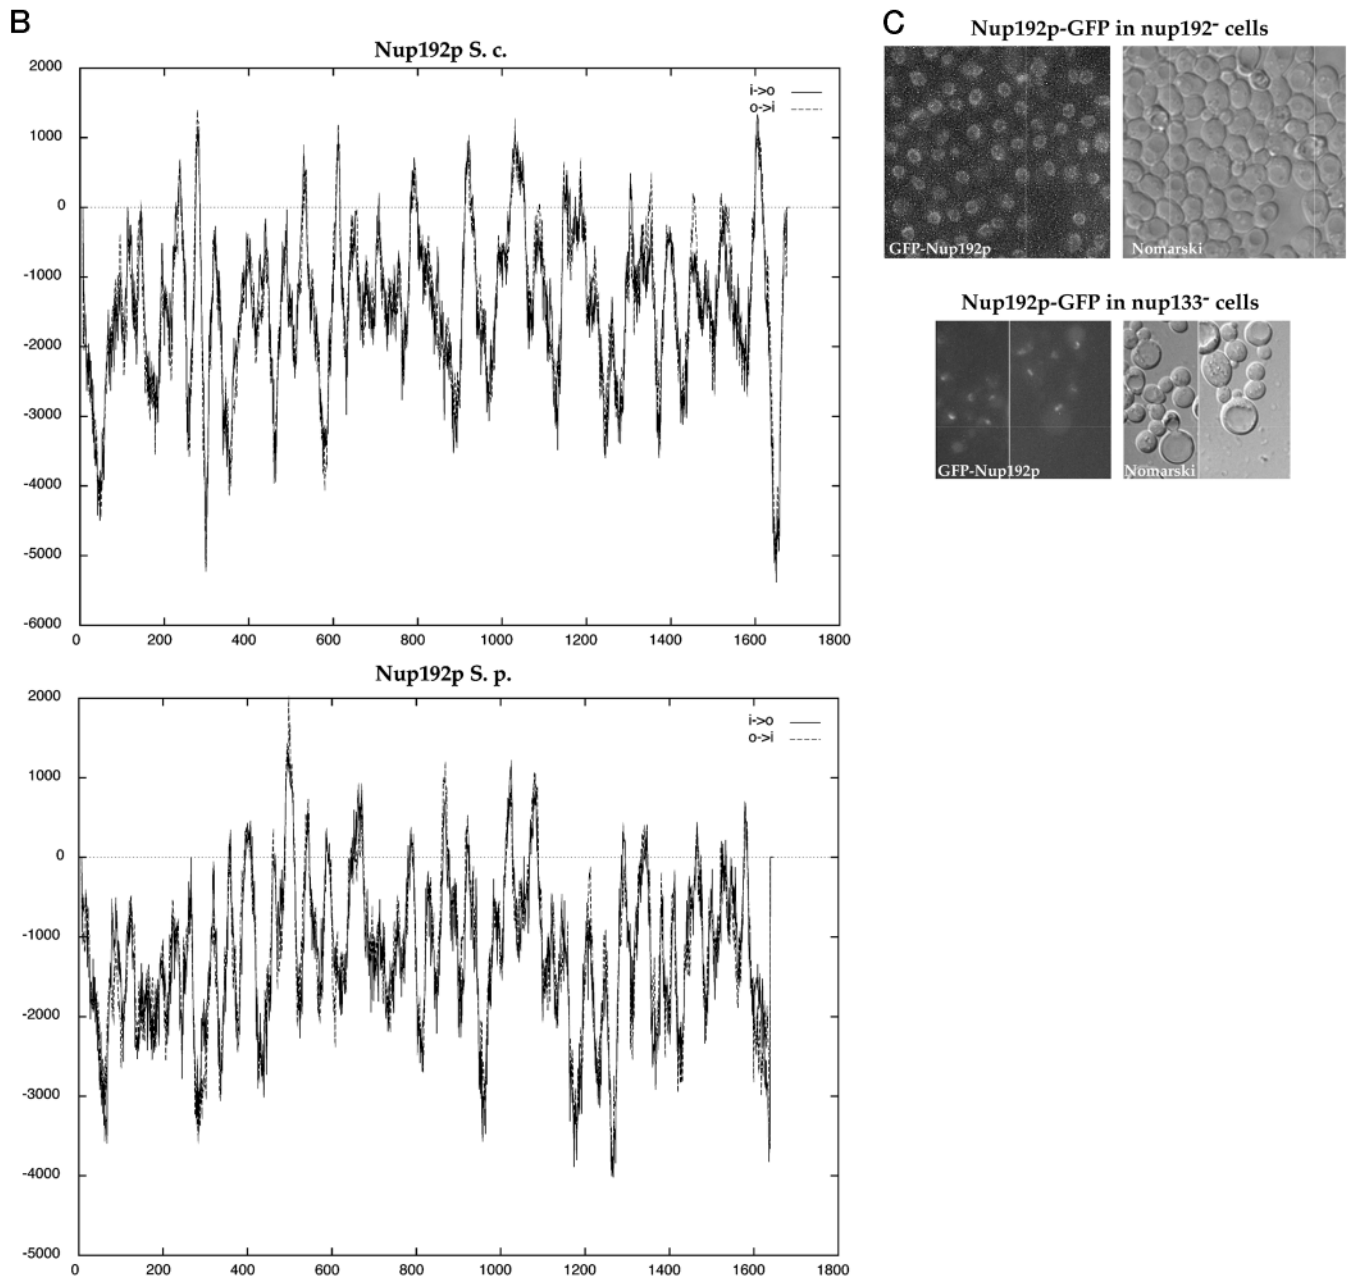 B
Nup192p S. c.
2000
1000
0
-1000
-2000
-3000
-4000
-5000
-6000
i->o
o->i
0 200 400 600 800 1000 1200 1400 1600 1800
Nup192p S. p.
2000
1000
0
-1000
-2000
-3000
-4000
-5000
i->o
o->i
0 200 400 600 800 1000 1200 1400 1600 1800
C
Nup192p-GFP in nup192- cells
GFP-Nup192p
Nomarski
Nup192p-GFP in nup133- cells
GFP-Nup192p
Nomarski